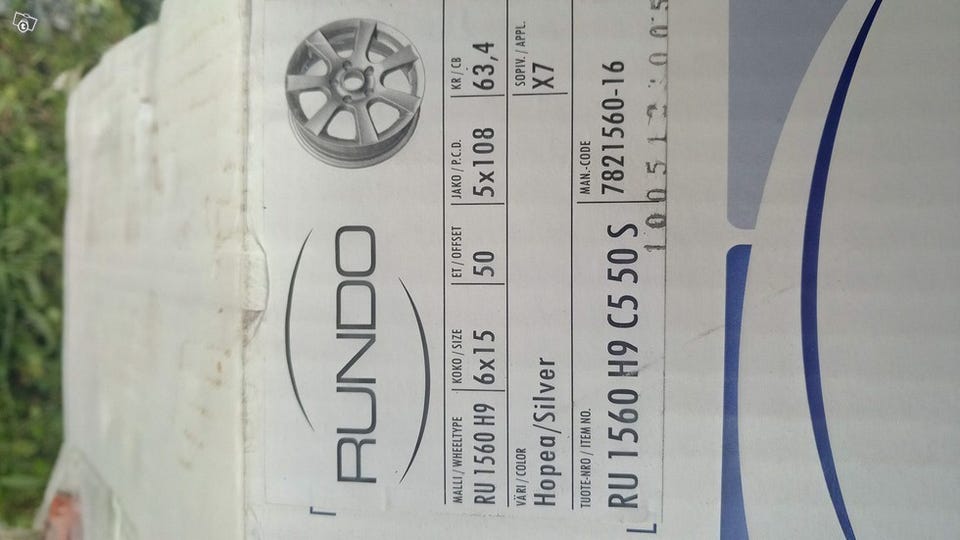 RUNDO
MALLI / WHEELTYPE KOKO / SIZE ET / OFFSET JAKO / P.C.D. KR / CB
RU 1560 H9 6x15 50 5x108 63,4
VÄRI / COLOR SOPIV. / APPL.
Hopea/Silver X7
TUOTE-NRO / ITEM NO. MAN.-CODE
RU 1560 H9 C5 50 S 7821560-16